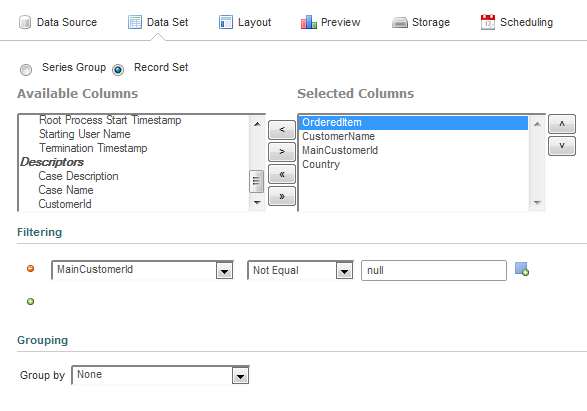 Data Source Data Set Layout Preview Storage Scheduling
Series Group Record Set
Available Columns Selected Columns
Root Process Start Timestamp
Starting User Name
Termination Timestamp
Descriptors
Case Description
Case Name
CustomerId
<
>
«
»
OrderedItem
CustomerName
MainCustomerId
Country
^
v
Filtering
MainCustomerId Not Equal null
Grouping
Group by None